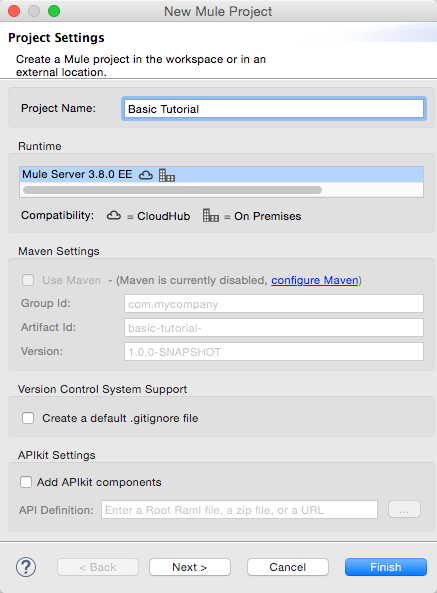 New Mule Project
Project Settings
Create a Mule project in the workspace or in an
external location.
Project Name: Basic Tutorial
Runtime
Mule Server 3.8.0 EE
Compatibility: = CloudHub = On Premises
Maven Settings
Use Maven - (Maven is currently disabled, configure Maven)
Group Id: com.mycompany
Artifact Id: basic-tutorial-
Version: 1.0.0-SNAPSHOT
Version Control System Support
Create a default .gitignore file
APIkit Settings
Add APIkit components
API Definition: Enter a Root Raml file, a zip file, or a URL ...
? < Back Next > Cancel Finish